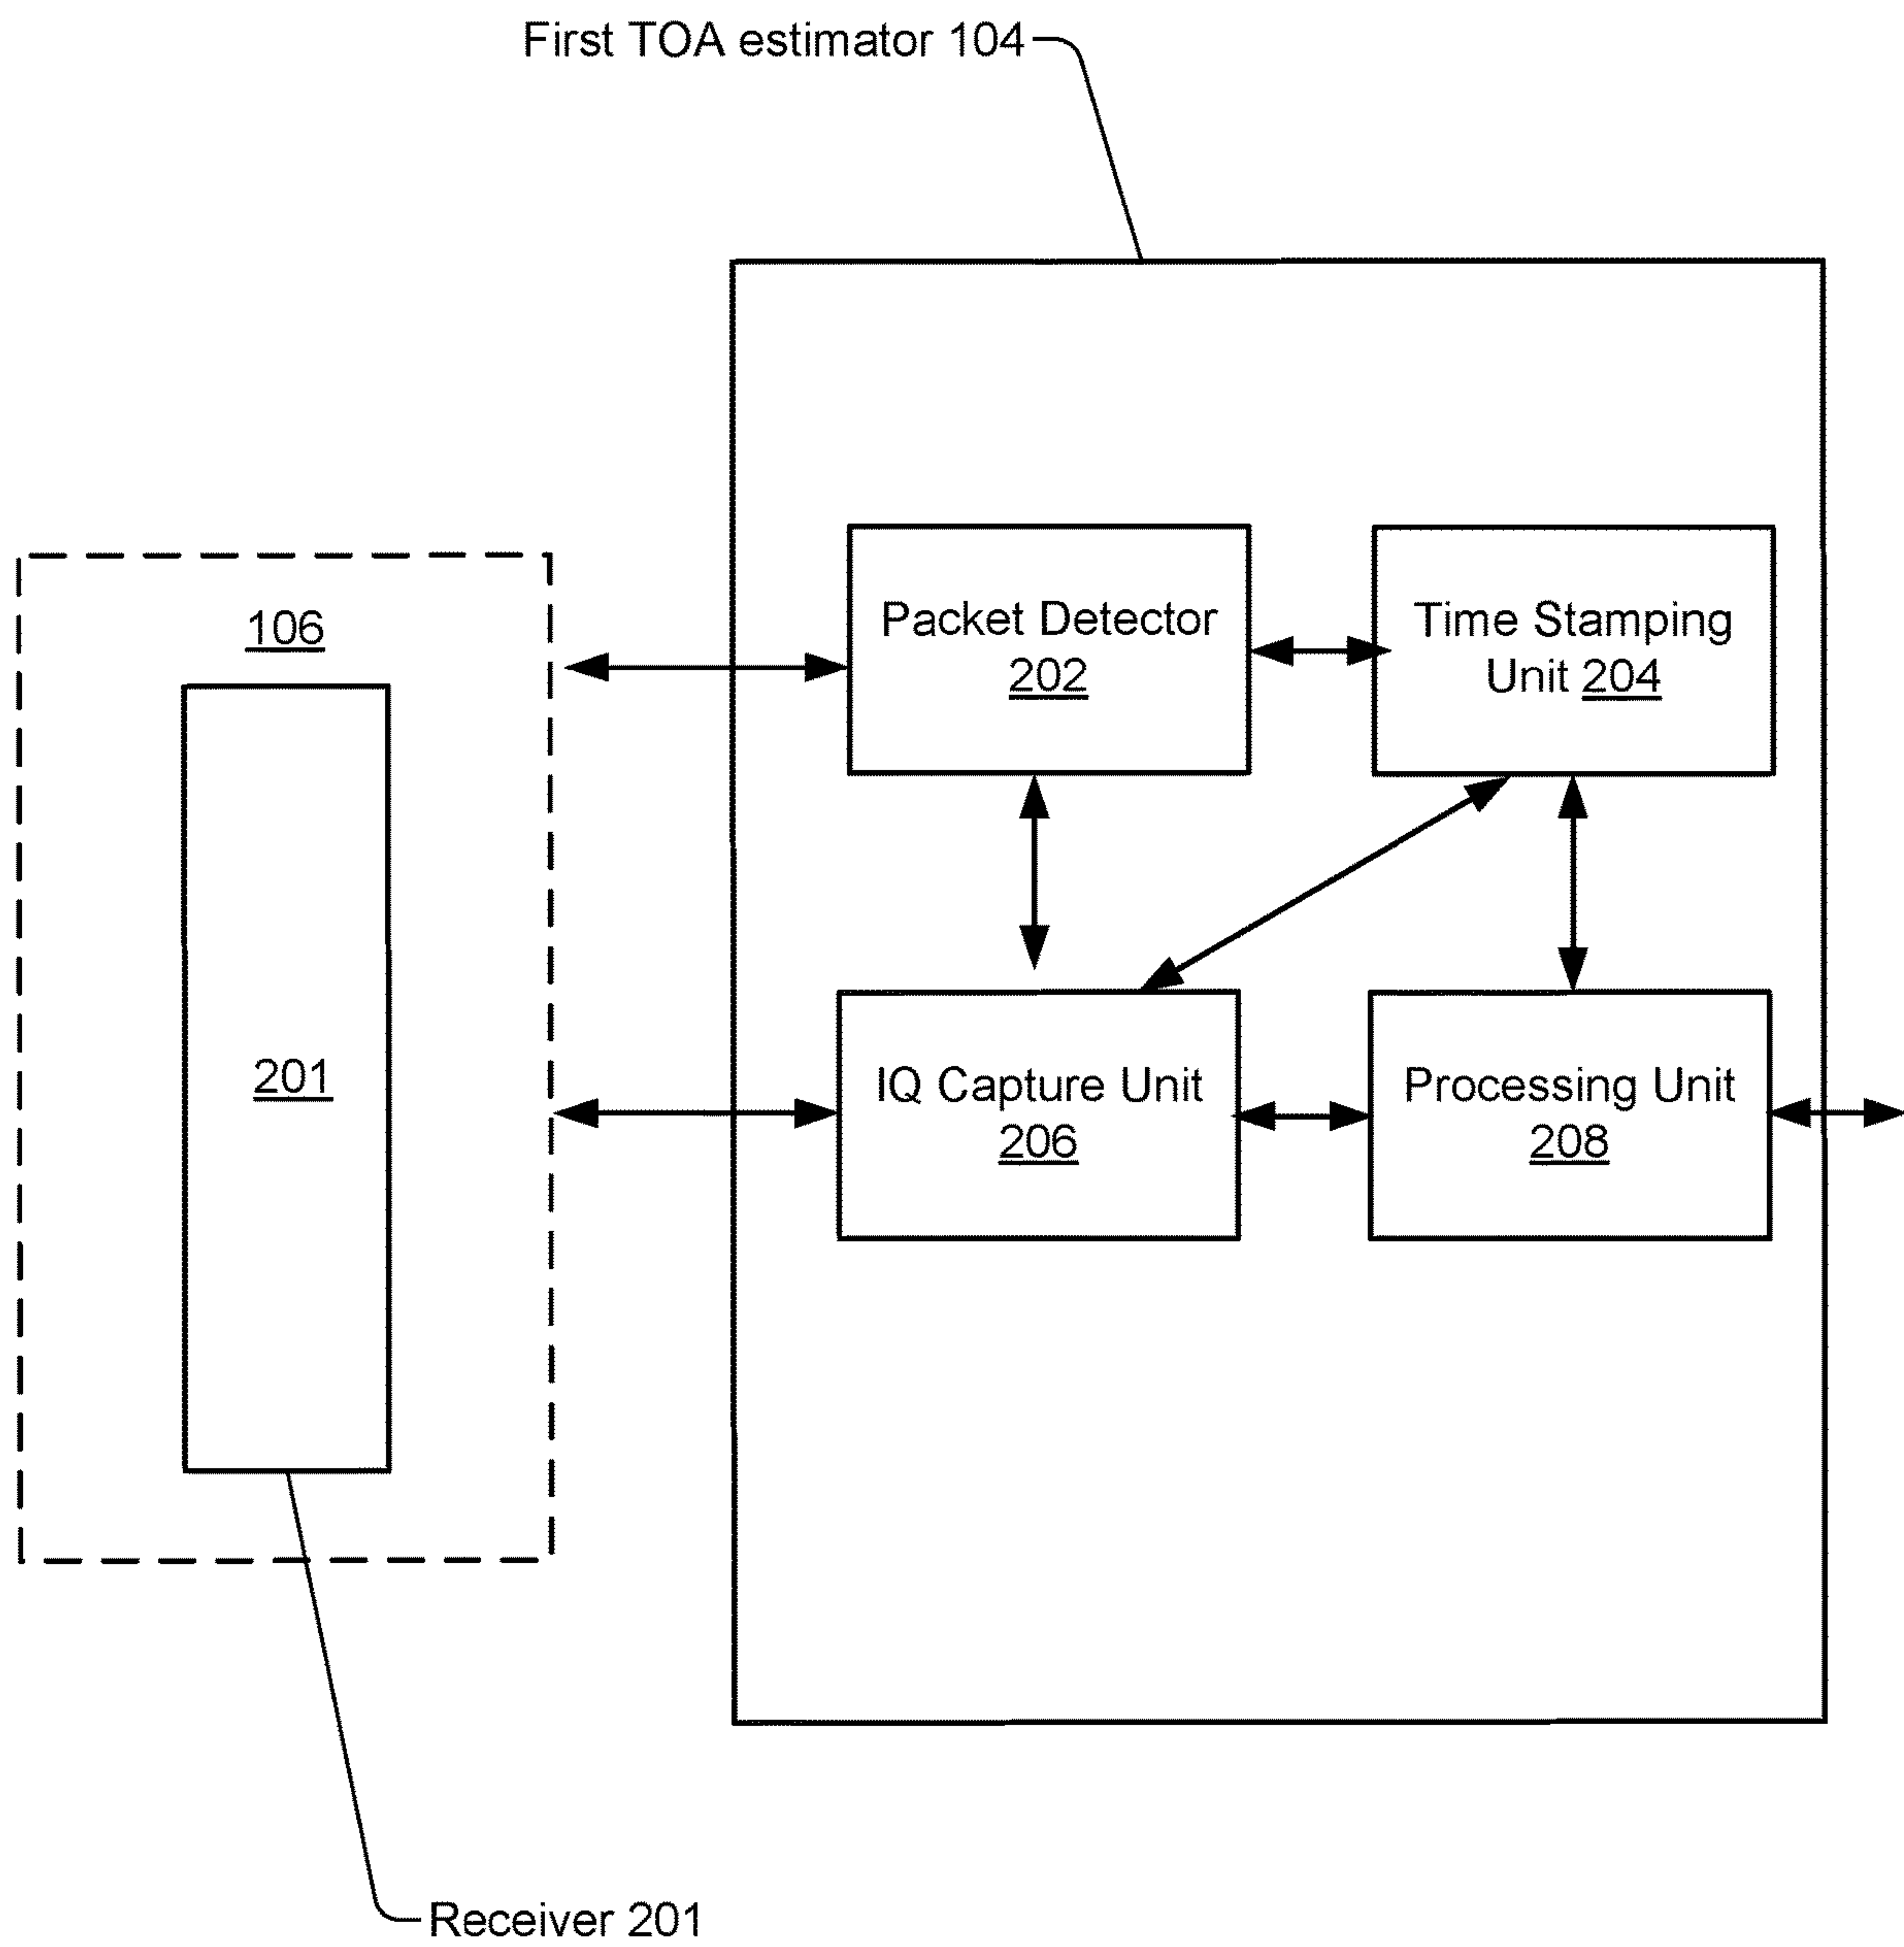 First TOA estimator 104
106
Packet Detector
202
Time Stamping
Unit 204
201
IQ Capture Unit
206
Processing Unit
208
Receiver 201